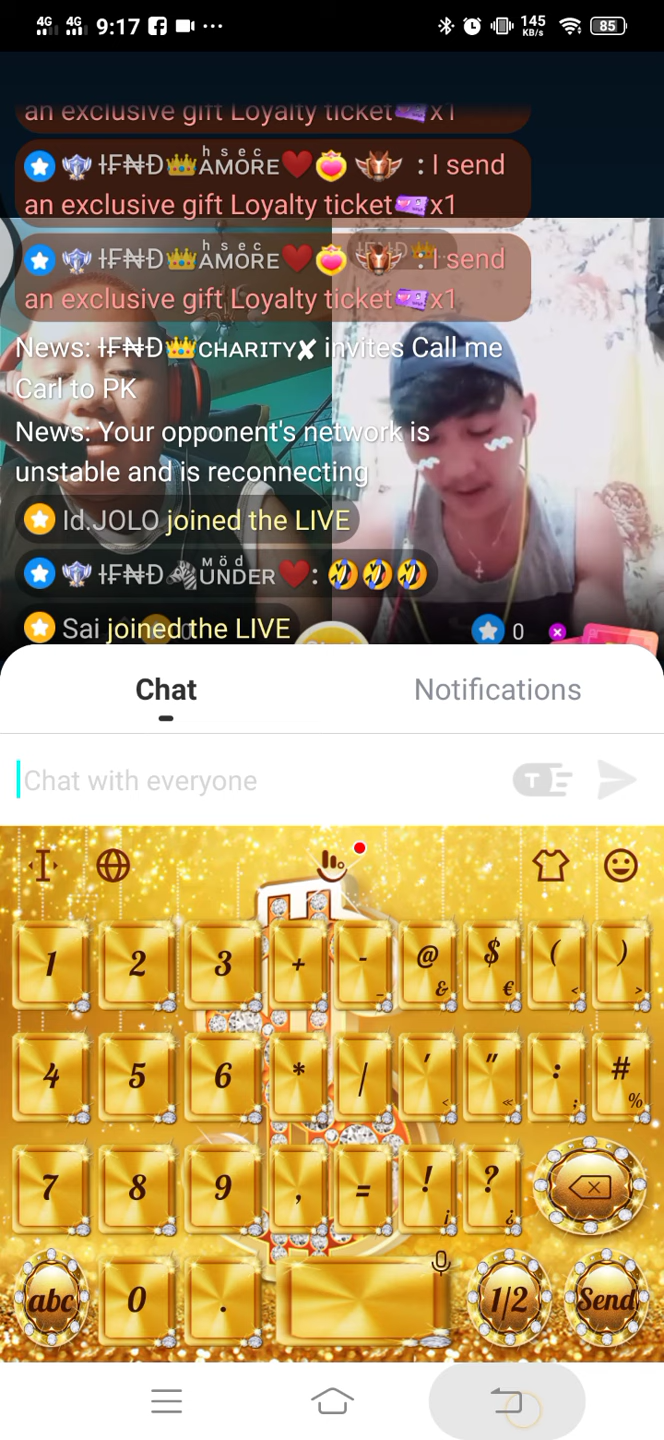 4G 4G 9:17 145 KB/s 85
an exclusive gift Loyalty ticket x1
ƗF₦Ð👑AͪMͨOͤRͨE❤️ : I send
an exclusive gift Loyalty ticket x1
ƗF₦Ð👑AMORE❤️ : I send
an exclusive gift Loyalty ticket x1
News: ƗF₦Ð👑CHARITY✘ invites Call me
Carl to PK
News: Your opponent's network is
unstable and is reconnecting
Id.JOLO joined the LIVE
ƗF₦Ð UNDER❤️: 🤣🤣🤣
Sai joined the LIVE
0
Chat Notifications
Chat with everyone
1 2 3 + - _ @ & $ € ( < ) >
4 5 6 * / ' < " « : ; # %
7 8 9 , = ! ¡ ? ¿
abc 0 . 1/2 Send